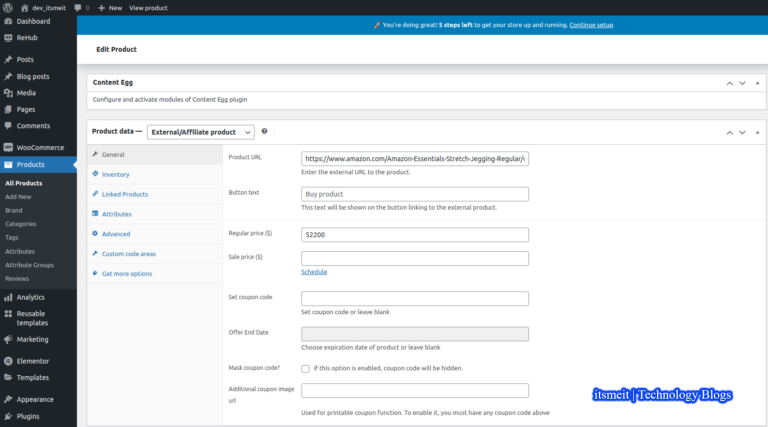 dev_itsmeit 0 New View product
Dashboard
ReHub
Posts
Blog posts
Media
Pages
Comments
WooCommerce
Products
All Products
Add New
Brand
Categories
Tags
Attributes
Attribute Groups
Reviews
Analytics
Reusable
templates
Marketing
Elementor
Templates
Appearance
Plugins
You're doing great! 5 steps left to get your store up and running. Continue setup
Edit Product
Content Egg
Configure and activate modules of Content Egg plugin
Product data — External/Affiliate product
General
Inventory
Linked Products
Attributes
Advanced
Custom code areas
Get more options
Product URL https://www.amazon.com/Amazon-Essentials-Stretch-Jegging-Regular/
Enter the external URL to the product.
Button text Buy product
This text will be shown on the button linking to the external product.
Regular price ($) 52200
Sale price ($)
Schedule
Set coupon code
Set coupon code or leave blank
Offer End Date
Choose expiration date of product or leave blank
Mask coupon code? If this option is enabled, coupon code will be hidden.
Additional coupon image
url
Used for printable coupon function. To enable it, you must have any coupon code above
itsmeit | Technology Blogs